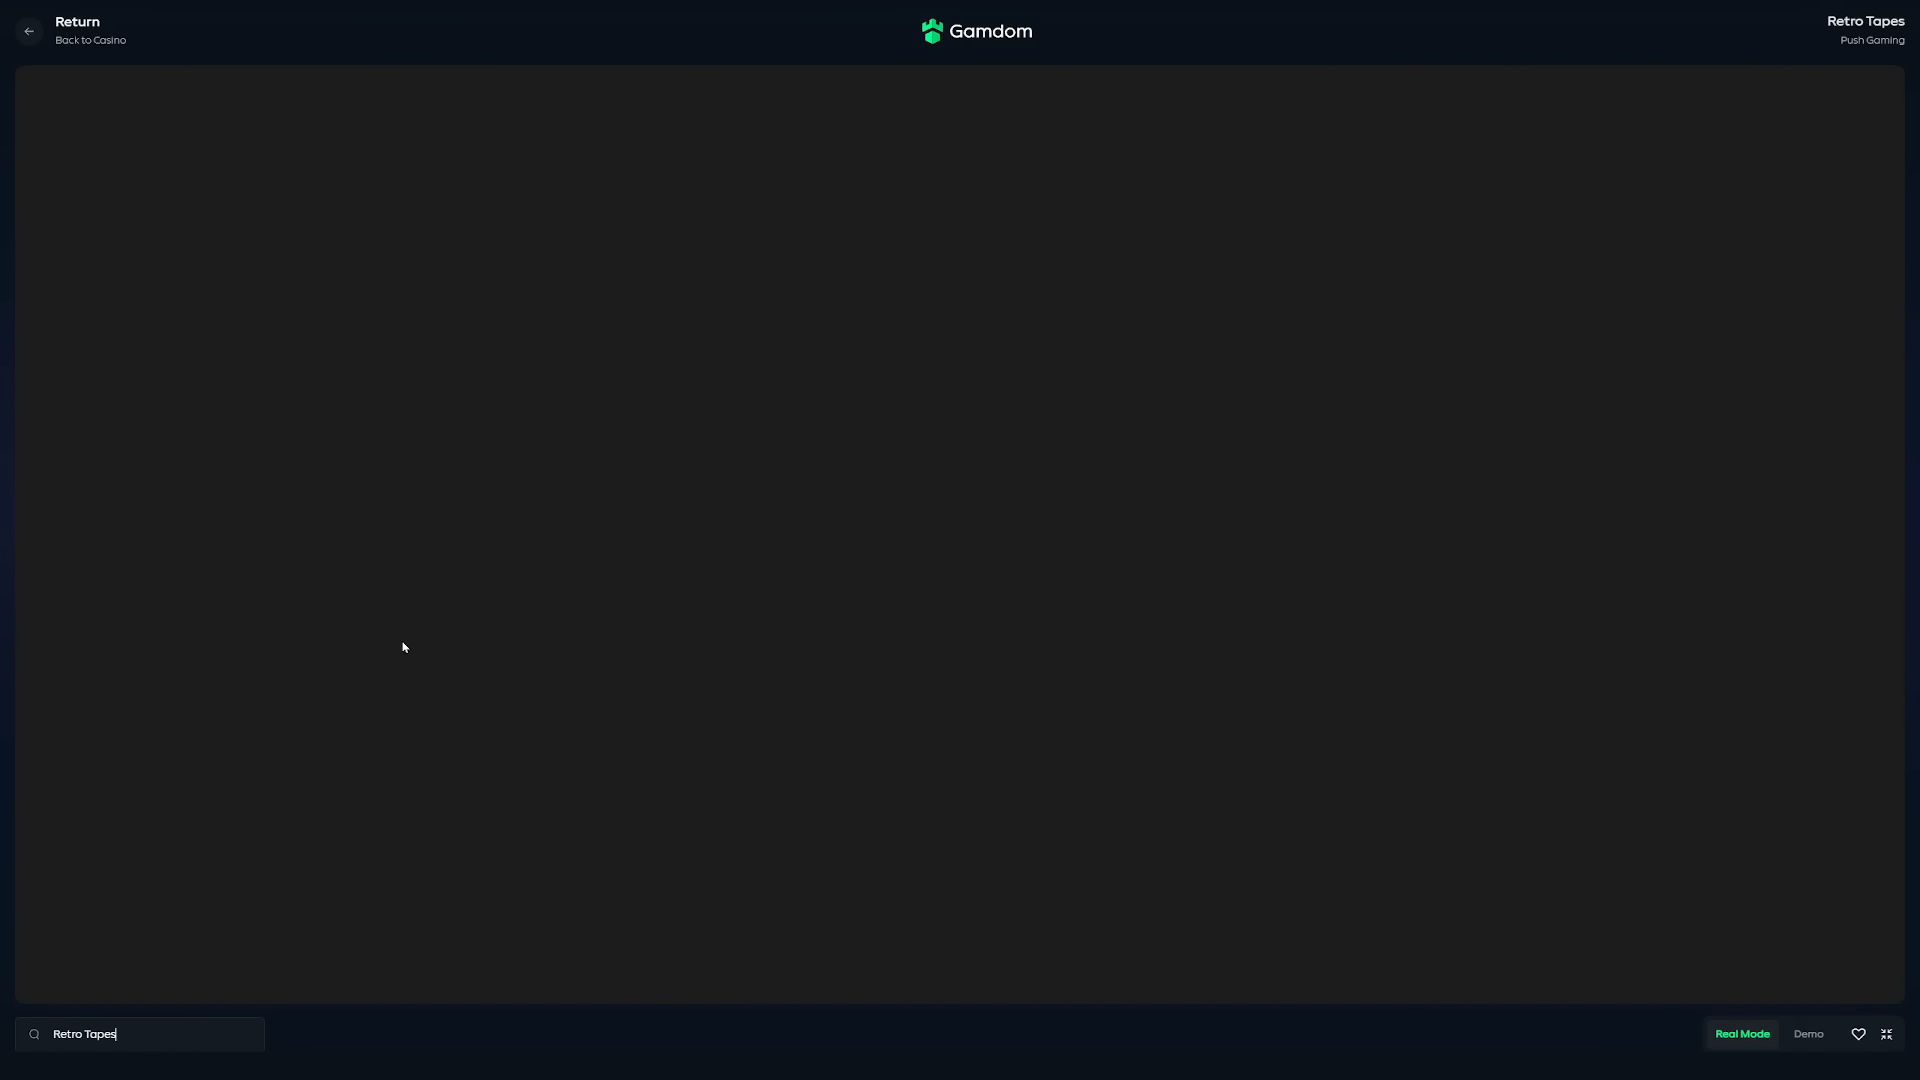 Return
Back to Casino
Gamdom
Retro Tapes
Push Gaming
Retro Tapes
Real Mode
Demo